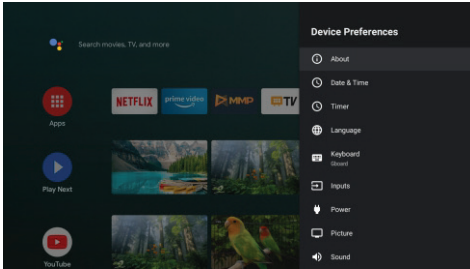 Device Preferences
Search movies, TV, and more
About
Date & Time
Timer
Language
Keyboard
Gboard
Inputs
Power
Picture
Sound
NETFLIX
prime video
MMP
TV
Apps
Play Next
YouTube